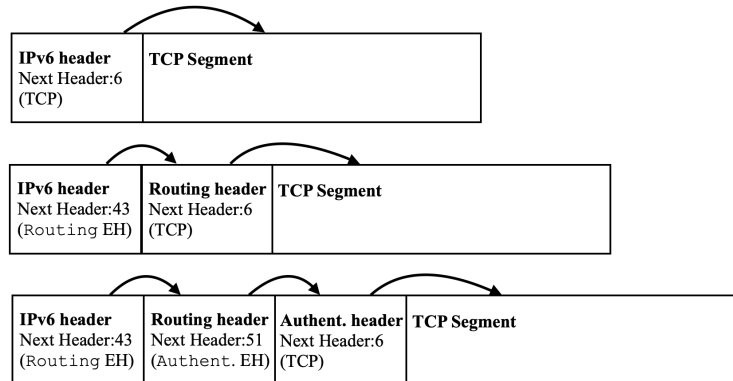 IPv6 header
Next Header:6
(TCP)
TCP Segment
IPv6 header
Next Header:43
(Routing EH)
Routing header
Next Header:6
(TCP)
TCP Segment
IPv6 header
Next Header:43
(Routing EH)
Routing header
Next Header:51
(Authent. EH)
Authent. header
Next Header:6
(TCP)
TCP Segment